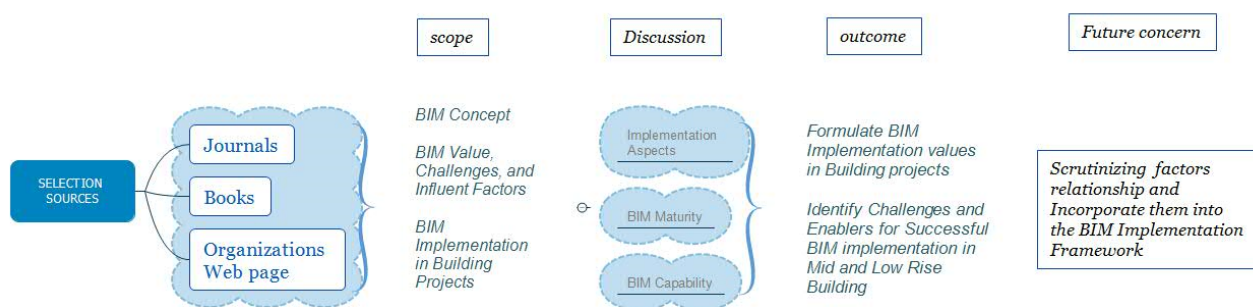 scope
Discussion
outcome
Future concern
SELECTION
SOURCES
Journals
Books
Organizations
Web page
BIM Concept
BIM Value,
Challenges, and
Influent Factors
BIM
Implementation
in Building
Projects
Implementation
Aspects
BIM Maturity
BIM Capability
Formulate BIM
Implementation values
in Building projects
Identify Challenges and
Enablers for Successful
BIM implementation in
Mid and Low Rise
Building
Scrutinizing factors
relationship and
Incorporate them into
the BIM Implementation
Framework